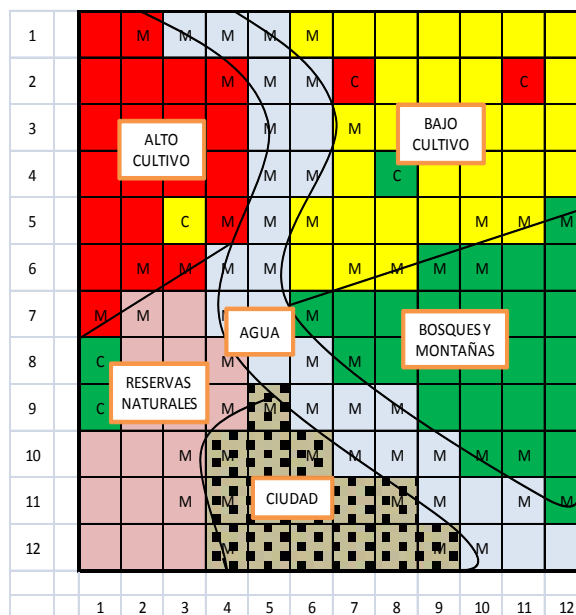 1 M M M M M
2 M M M C C
3 M M
ALTO
CULTIVO
BAJO
CULTIVO
4 M M C
5 C M M M M M M
6 M M M M M M M M
7 M M M M
AGUA
BOSQUES Y
MONTAÑAS
8 C M M M
RESERVAS
NATURALES
9 C M M M M M
10 M M M M M M M M
11 M M M M M M
CIUDAD
12 M M M
1 2 3 4 5 6 7 8 9 10 11 12